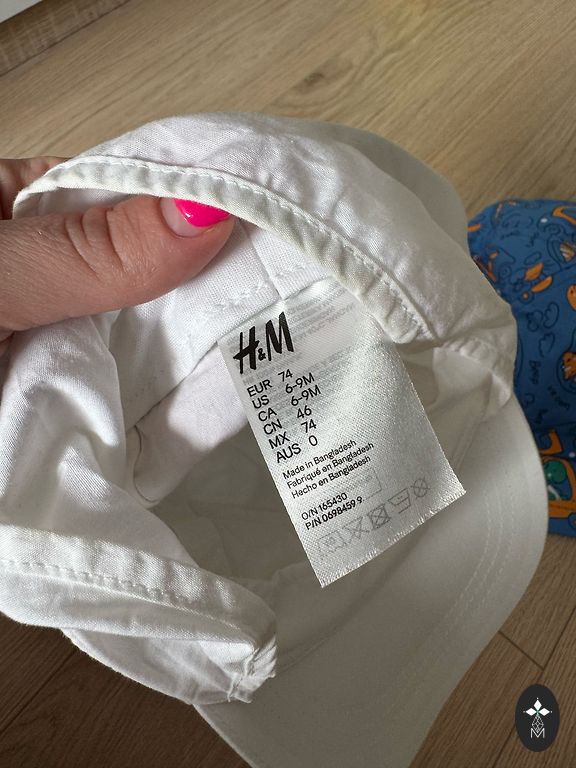 H&M
EUR 74
US 6-9M
CA 6-9M
CN 46
MX 74
AUS 0
Made in Bangladesh
Fabriqué en Bangladesh
Hecho en Bangladesh
O/N 165430
P/N 0698459 9
M